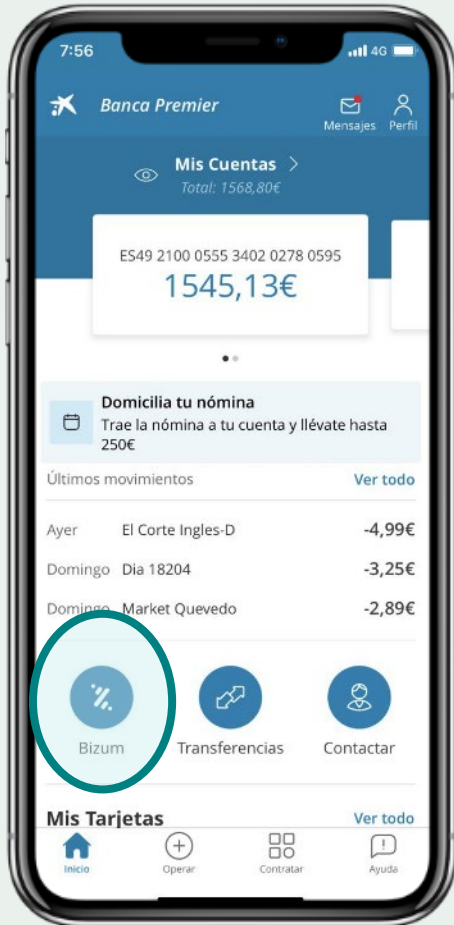 7:56
4G
Banca Premier
Mensajes Perfil
Mis Cuentas >
Total: 1568,80€
ES49 2100 0555 3402 0278 0595
1545,13€
Domicilia tu nómina
Trae la nómina a tu cuenta y llévate hasta
250€
Últimos movimientos Ver todo
Ayer El Corte Ingles-D -4,99€
Domingo Dia 18204 -3,25€
Domingo Market Quevedo -2,89€
Bizum Transferencias Contactar
Mis Tarjetas Ver todo
Inicio Operar Contratar Ayuda